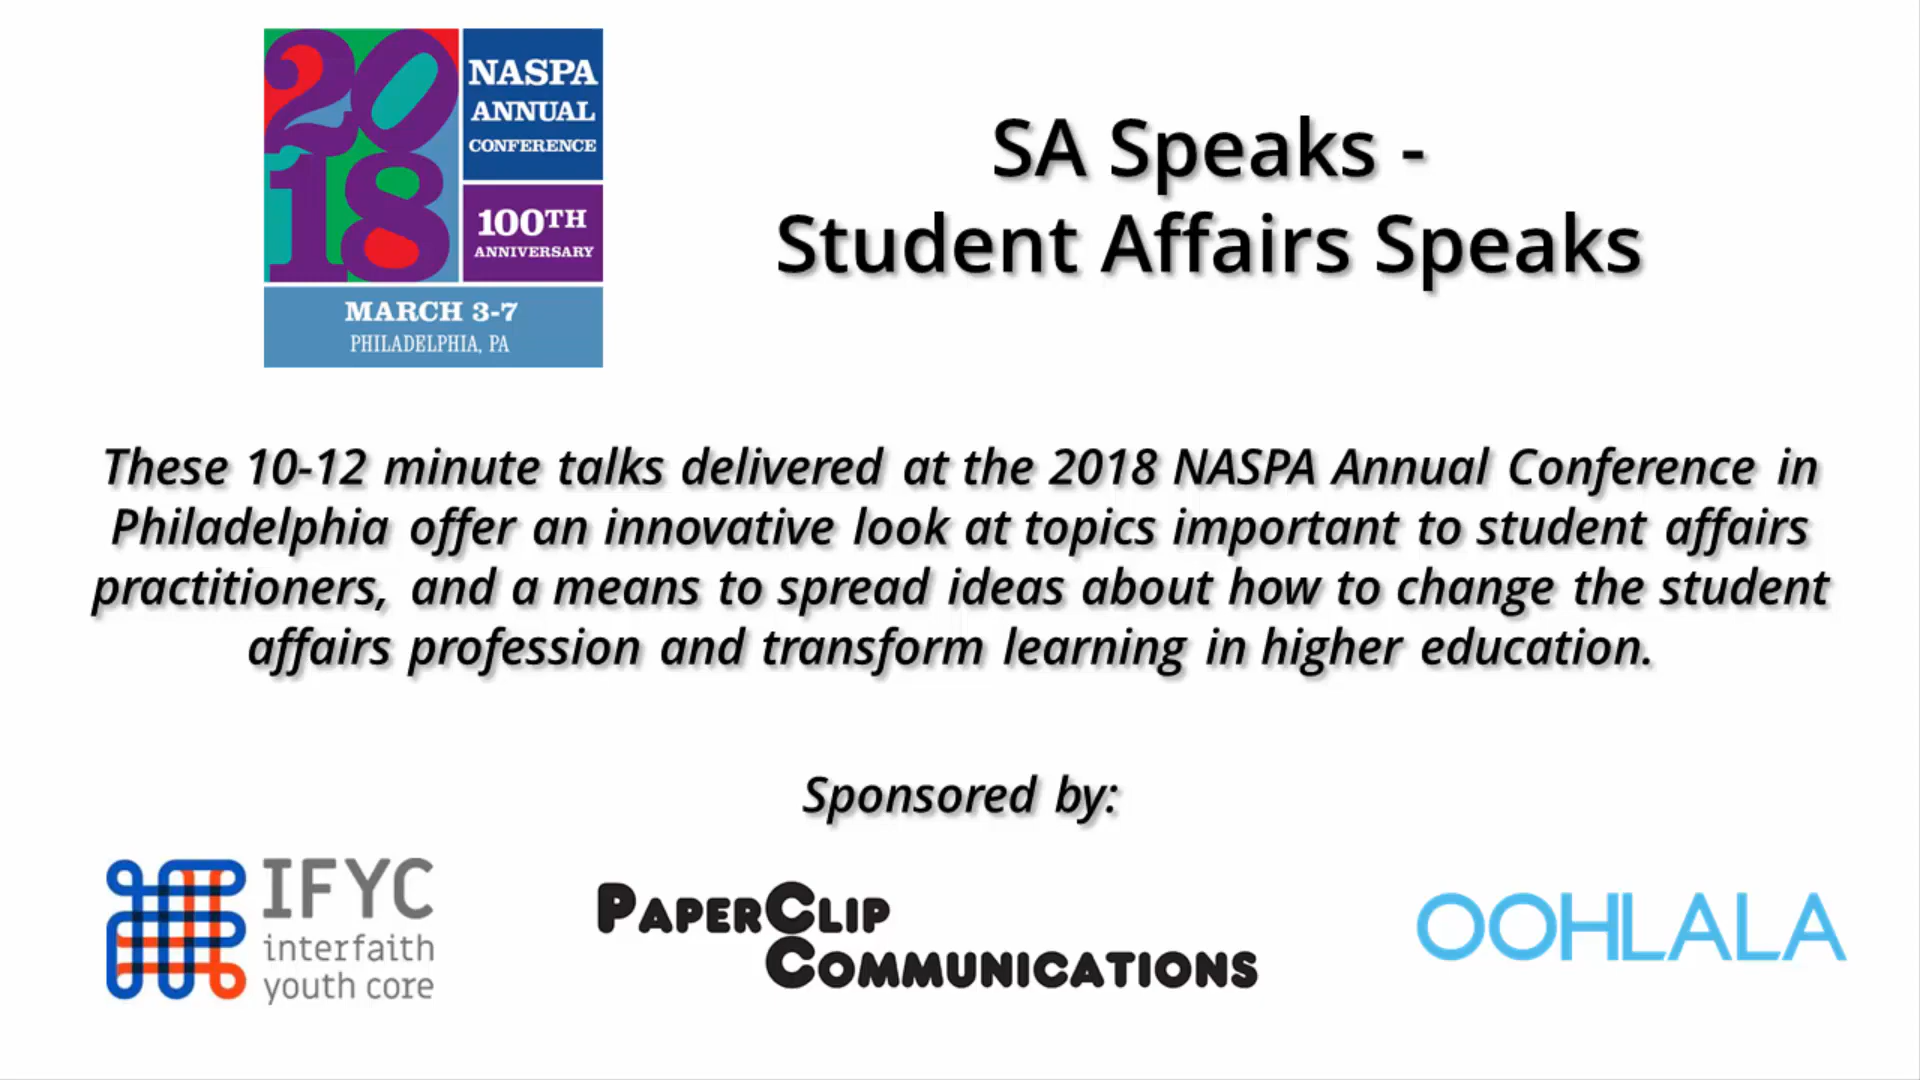 2018
NASPA
ANNUAL
CONFERENCE
100TH
ANNIVERSARY
MARCH 3-7
PHILADELPHIA, PA
SA Speaks -
Student Affairs Speaks
These 10-12 minute talks delivered at the 2018 NASPA Annual Conference in
Philadelphia offer an innovative look at topics important to student affairs
practitioners, and a means to spread ideas about how to change the student
affairs profession and transform learning in higher education.
Sponsored by:
IFYC
interfaith
youth core
PAPERCLIP
COMMUNICATIONS
OOHLALA